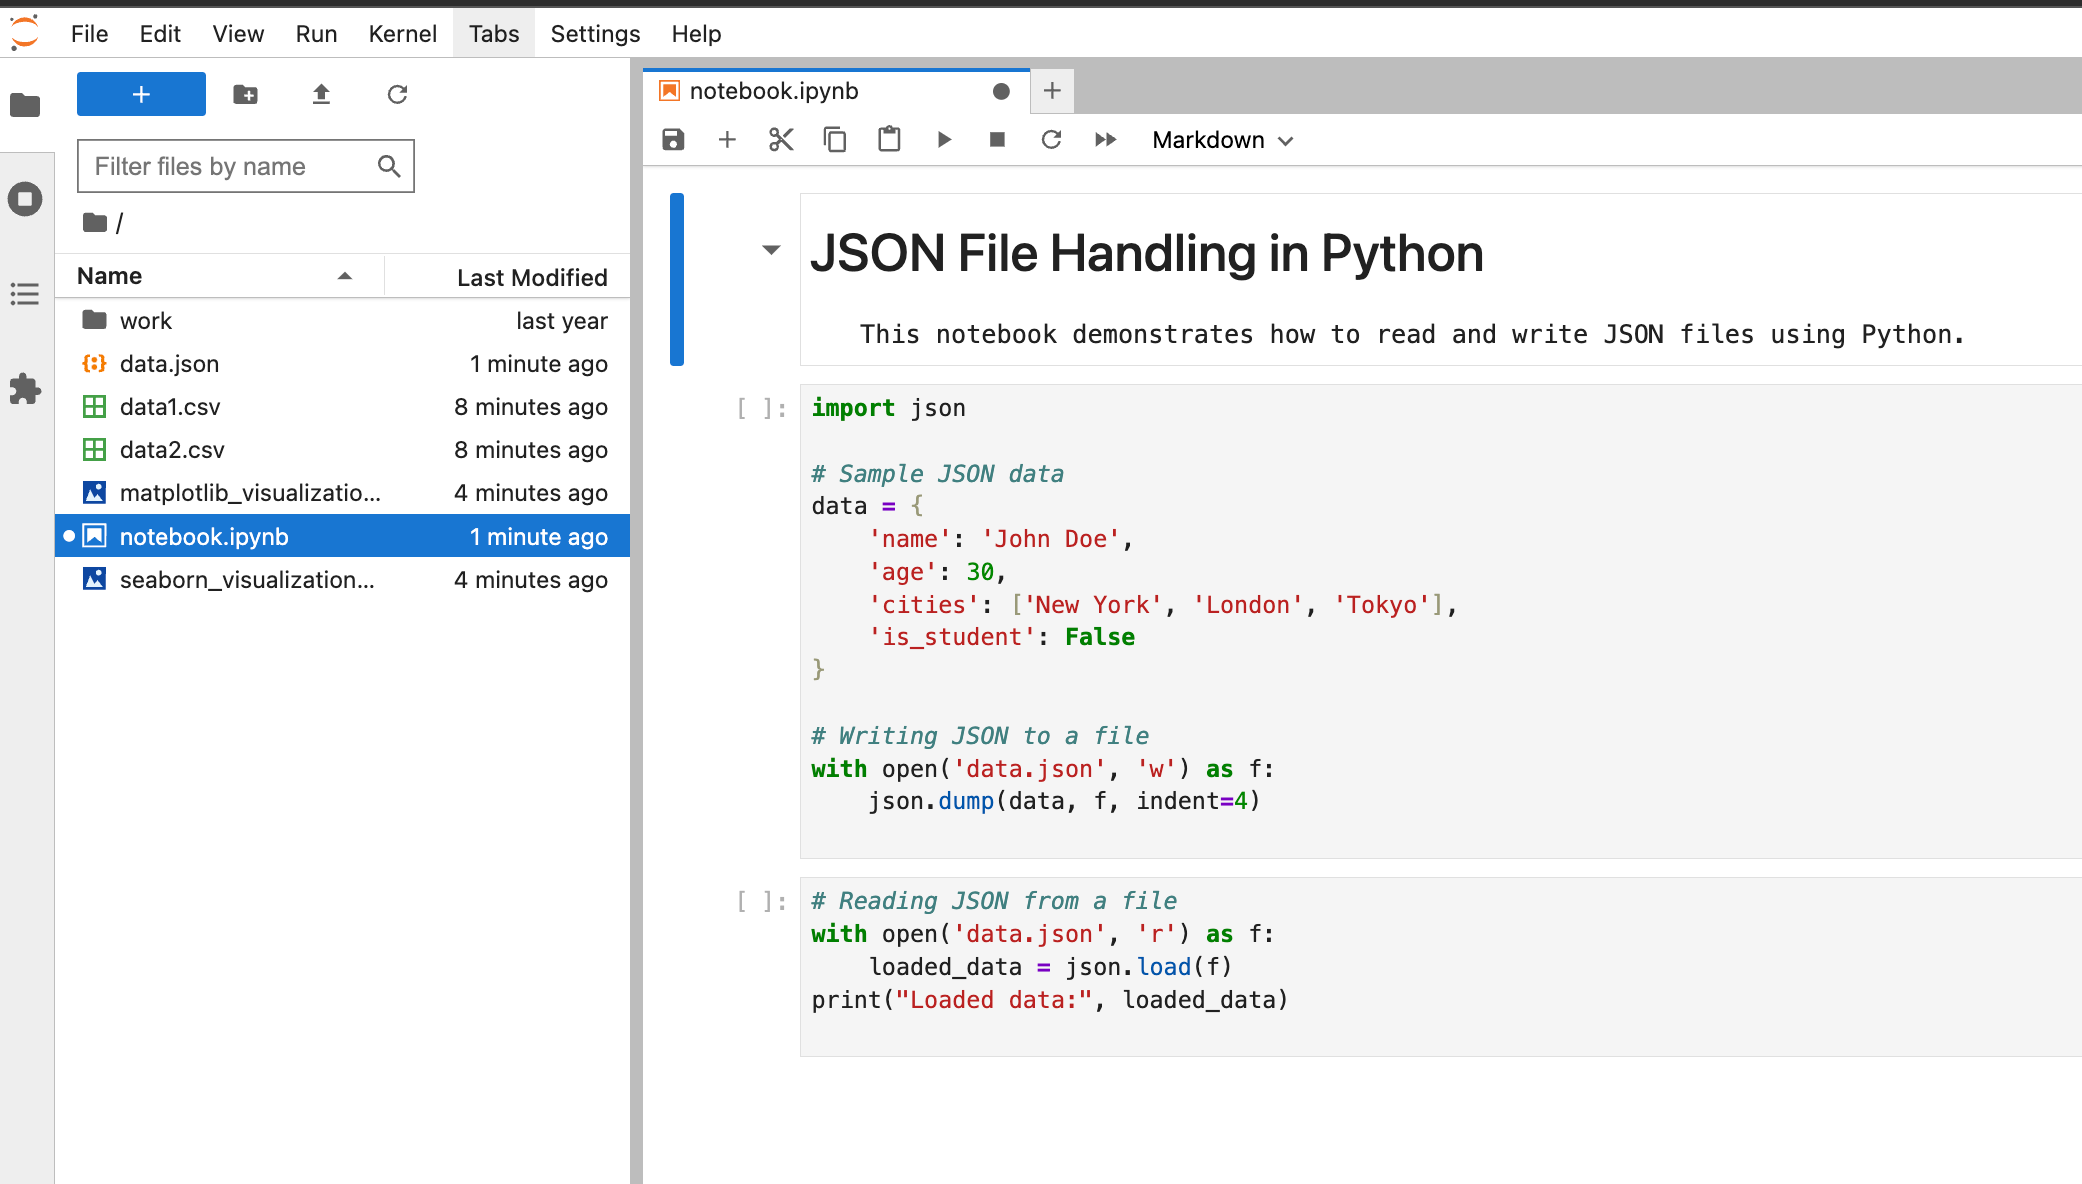 File Edit View Run Kernel Tabs Settings Help
Filter files by name
/
Name Last Modified
work last year
data.json 1 minute ago
data1.csv 8 minutes ago
data2.csv 8 minutes ago
matplotlib_visualizatio... 4 minutes ago
notebook.ipynb 1 minute ago
seaborn_visualization... 4 minutes ago
notebook.ipynb
Markdown
JSON File Handling in Python
This notebook demonstrates how to read and write JSON files using Python.
[ ]: import json
# Sample JSON data
data = {
    'name': 'John Doe',
    'age': 30,
    'cities': ['New York', 'London', 'Tokyo'],
    'is_student': False
}
# Writing JSON to a file
with open('data.json', 'w') as f:
    json.dump(data, f, indent=4)
[ ]: # Reading JSON from a file
with open('data.json', 'r') as f:
    loaded_data = json.load(f)
print("Loaded data:", loaded_data)